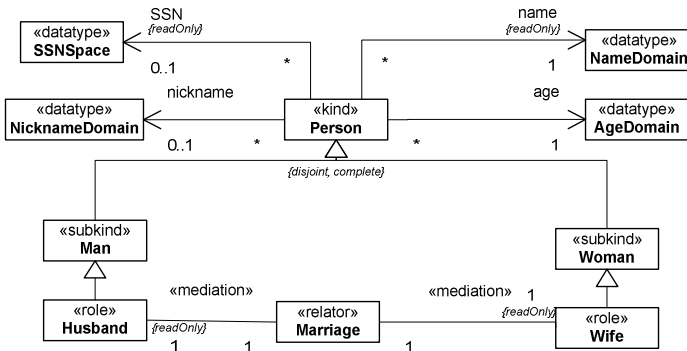 SSN
{readOnly}
«datatype»
SSNSpace
0..1
*
name
{readOnly}
*
1
«datatype»
NameDomain
nickname
«datatype»
NicknameDomain
0..1
*
«kind»
Person
age
*
1
«datatype»
AgeDomain
{disjoint, complete}
«subkind»
Man
«subkind»
Woman
«role»
Husband
«mediation»
{readOnly}
1
1
«relator»
Marriage
«mediation»
1
{readOnly}
1
«role»
Wife